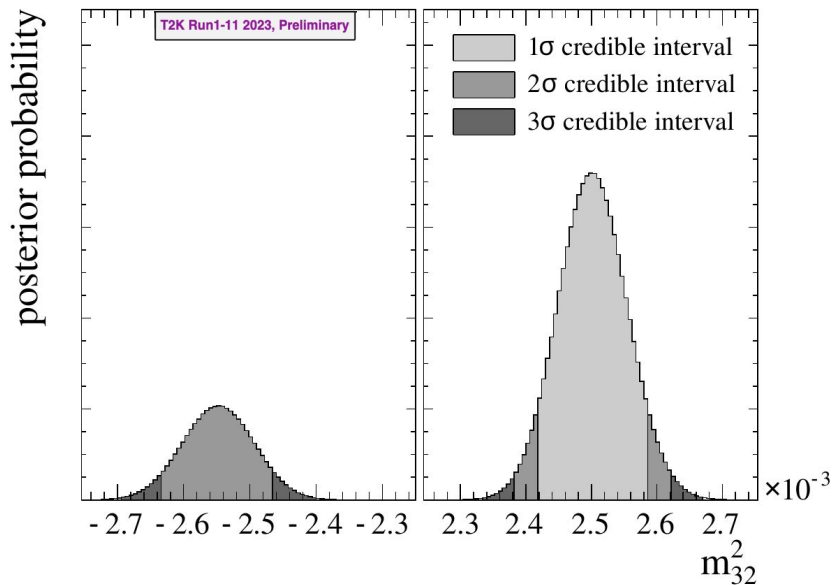 T2K Run1-11 2023, Preliminary
posterior probability
1σ credible interval
2σ credible interval
3σ credible interval
- 2.7 - 2.6 - 2.5 - 2.4 - 2.3
2.3 2.4 2.5 2.6 2.7
×10⁻³
m²₃₂